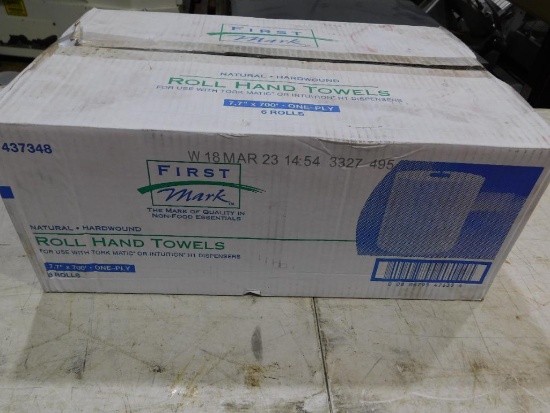 FIRST
Mark
NATURAL • HARDWOUND
ROLL HAND TOWELS
FOR USE WITH TORK MATIC® OR INTUITION® H1 DISPENSERS
7.7" x 700' • ONE-PLY
6 ROLLS
W 18 MAR 23 14:54 3327 495
437348
FIRST
Mark™
THE MARK OF QUALITY IN
NON-FOOD ESSENTIALS
NATURAL • HARDWOUND
ROLL HAND TOWELS
FOR USE WITH TORK MATIC® OR INTUITION® H1 DISPENSERS
7.7" x 700' • ONE-PLY
6 ROLLS